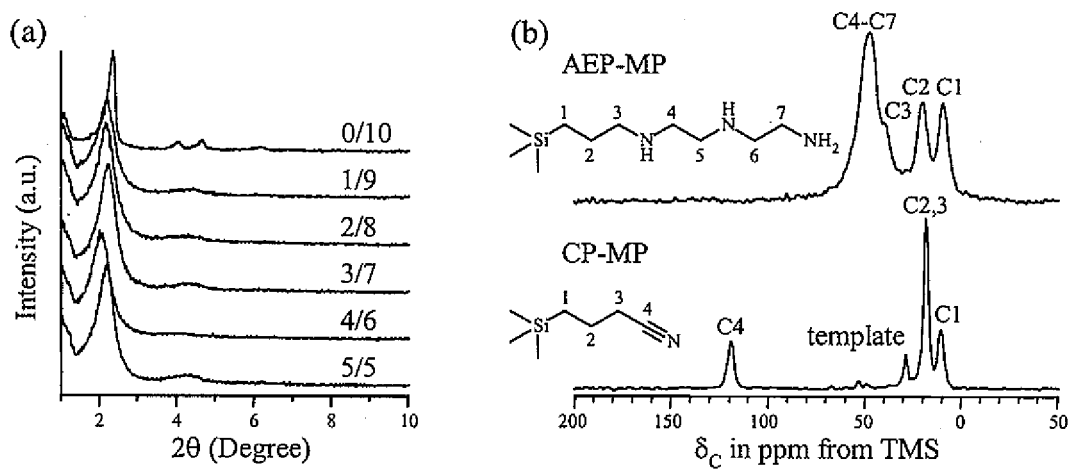 (a)
Intensity (a.u.)
0/10
1/9
2/8
3/7
4/6
5/5
2 4 6 8 10
2θ (Degree)
(b)
AEP-MP
C4-C7
C3
C2 C1
1 3 H 4 N 7
Si N NH2
2 H 5 H 6
CP-MP
C2,3
1 3 4
Si N
2
C4
template
C1
200 150 100 50 0 50
δC in ppm from TMS